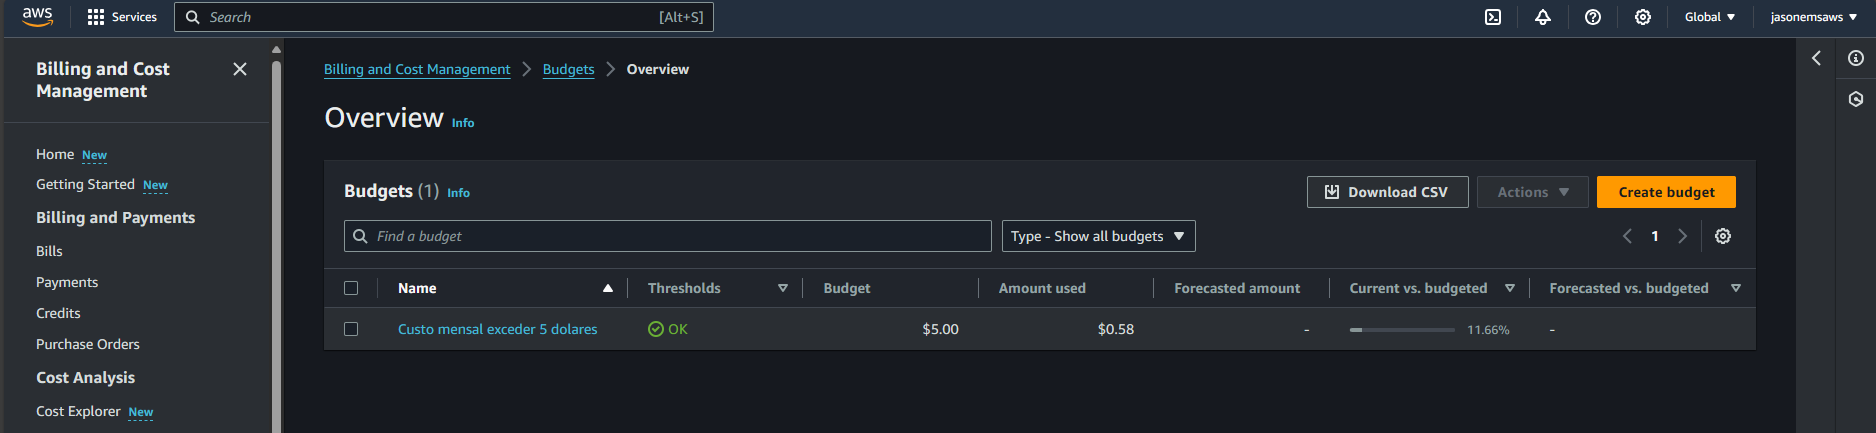 aws
Services
Search
[Alt+S]
Global
jasonemsaws
Billing and Cost
Management
Home New
Getting Started New
Billing and Payments
Bills
Payments
Credits
Purchase Orders
Cost Analysis
Cost Explorer New
Billing and Cost Management > Budgets > Overview
Overview Info
Budgets (1) Info
Download CSV
Actions
Create budget
Find a budget
Type - Show all budgets
1
Name Thresholds Budget Amount used Forecasted amount Current vs. budgeted Forecasted vs. budgeted
Custo mensal exceder 5 dolares OK $5.00 $0.58 - 11.66% -